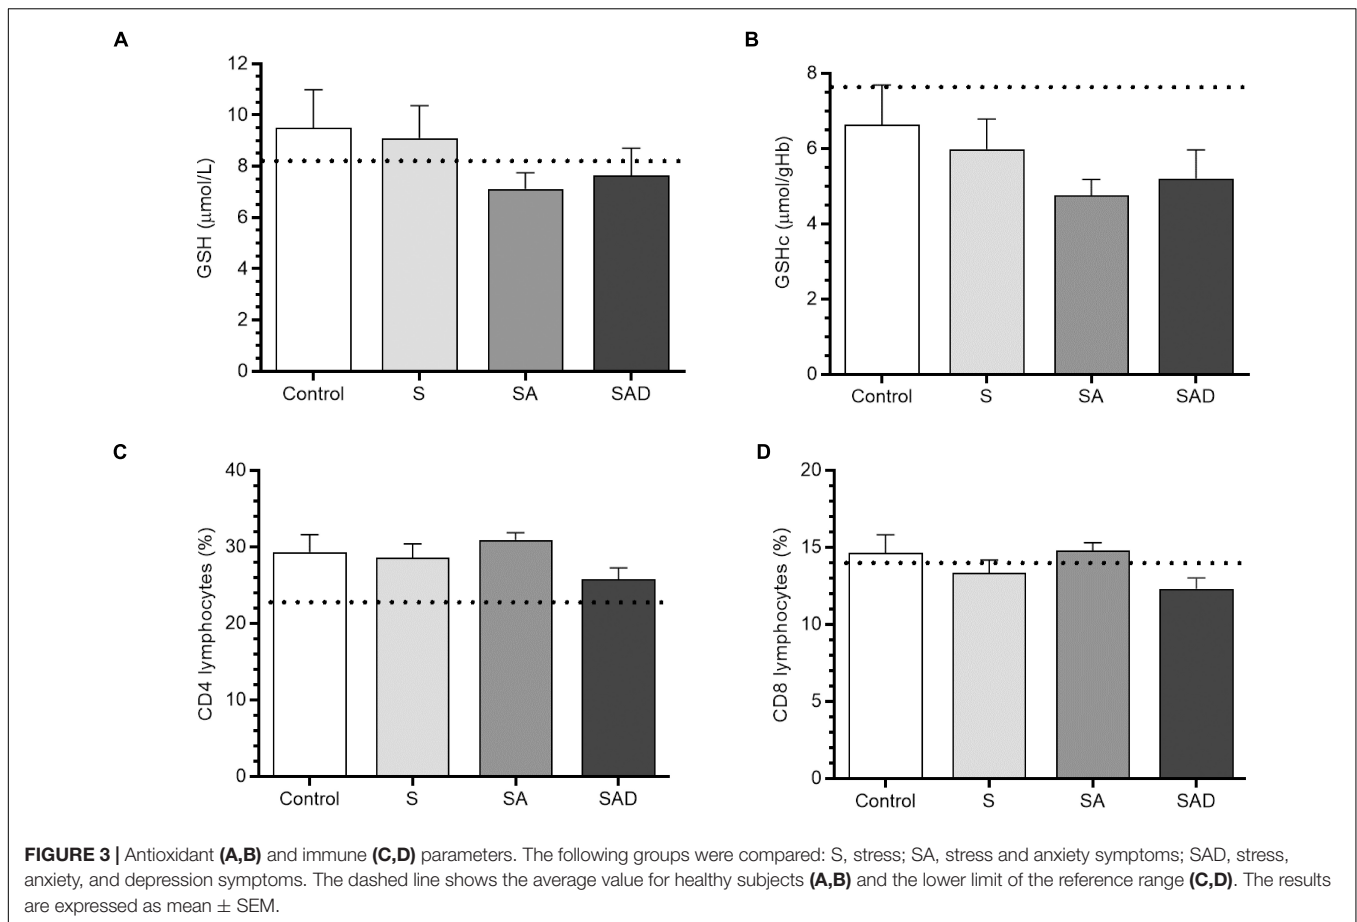 A
B
12
10
8
6
4
2
0
GSH (μmol/L)
Control S SA SAD
8
6
4
2
0
GSHc (μmol/gHb)
Control S SA SAD
C
D
40
30
20
10
0
CD4 lymphocytes (%)
Control S SA SAD
20
15
10
5
0
CD8 lymphocytes (%)
Control S SA SAD
FIGURE 3 | Antioxidant (A,B) and immune (C,D) parameters. The following groups were compared: S, stress; SA, stress and anxiety symptoms; SAD, stress,
anxiety, and depression symptoms. The dashed line shows the average value for healthy subjects (A,B) and the lower limit of the reference range (C,D). The results
are expressed as mean ± SEM.